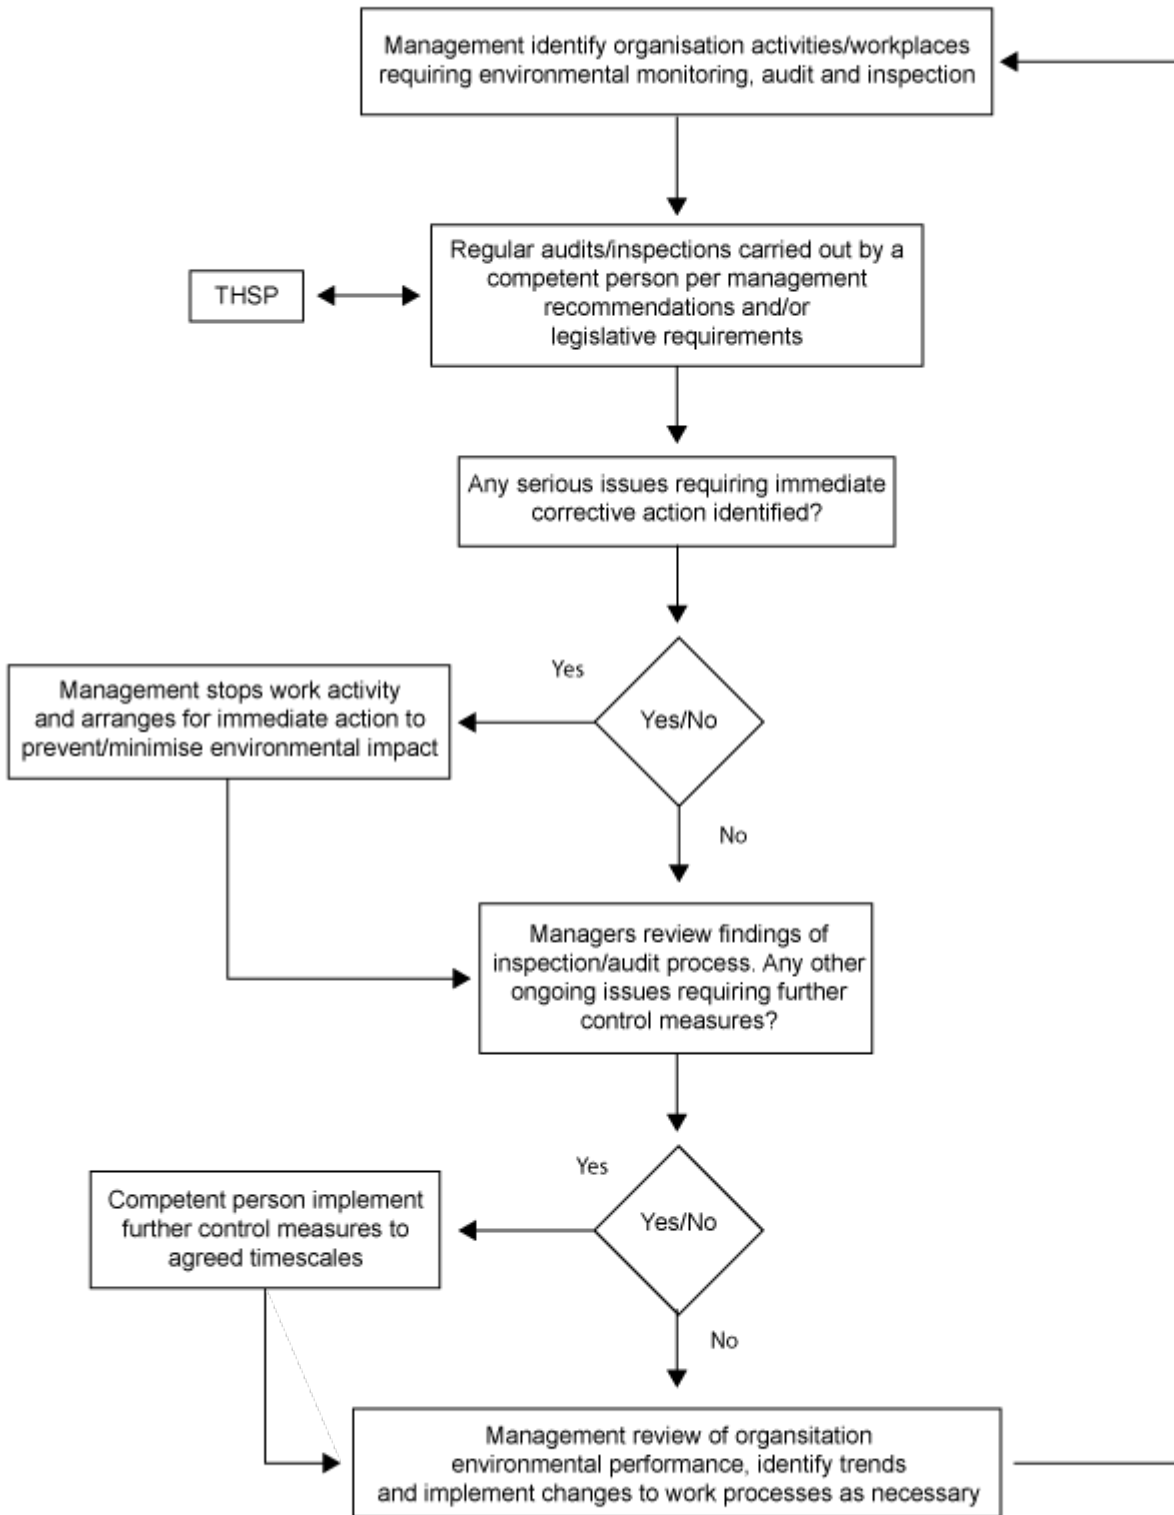 Management identify organisation activities/workplaces
requiring environmental monitoring, audit and inspection
Regular audits/inspections carried out by a
competent person per management
recommendations and/or
legislative requirements
THSP
Any serious issues requiring immediate
corrective action identified?
Yes
Yes/No
Management stops work activity
and arranges for immediate action to
prevent/minimise environmental impact
No
Managers review findings of
inspection/audit process. Any other
ongoing issues requiring further
control measures?
Yes
Yes/No
Competent person implement
further control measures to
agreed timescales
No
Management review of organsitation
environmental performance, identify trends
and implement changes to work processes as necessary